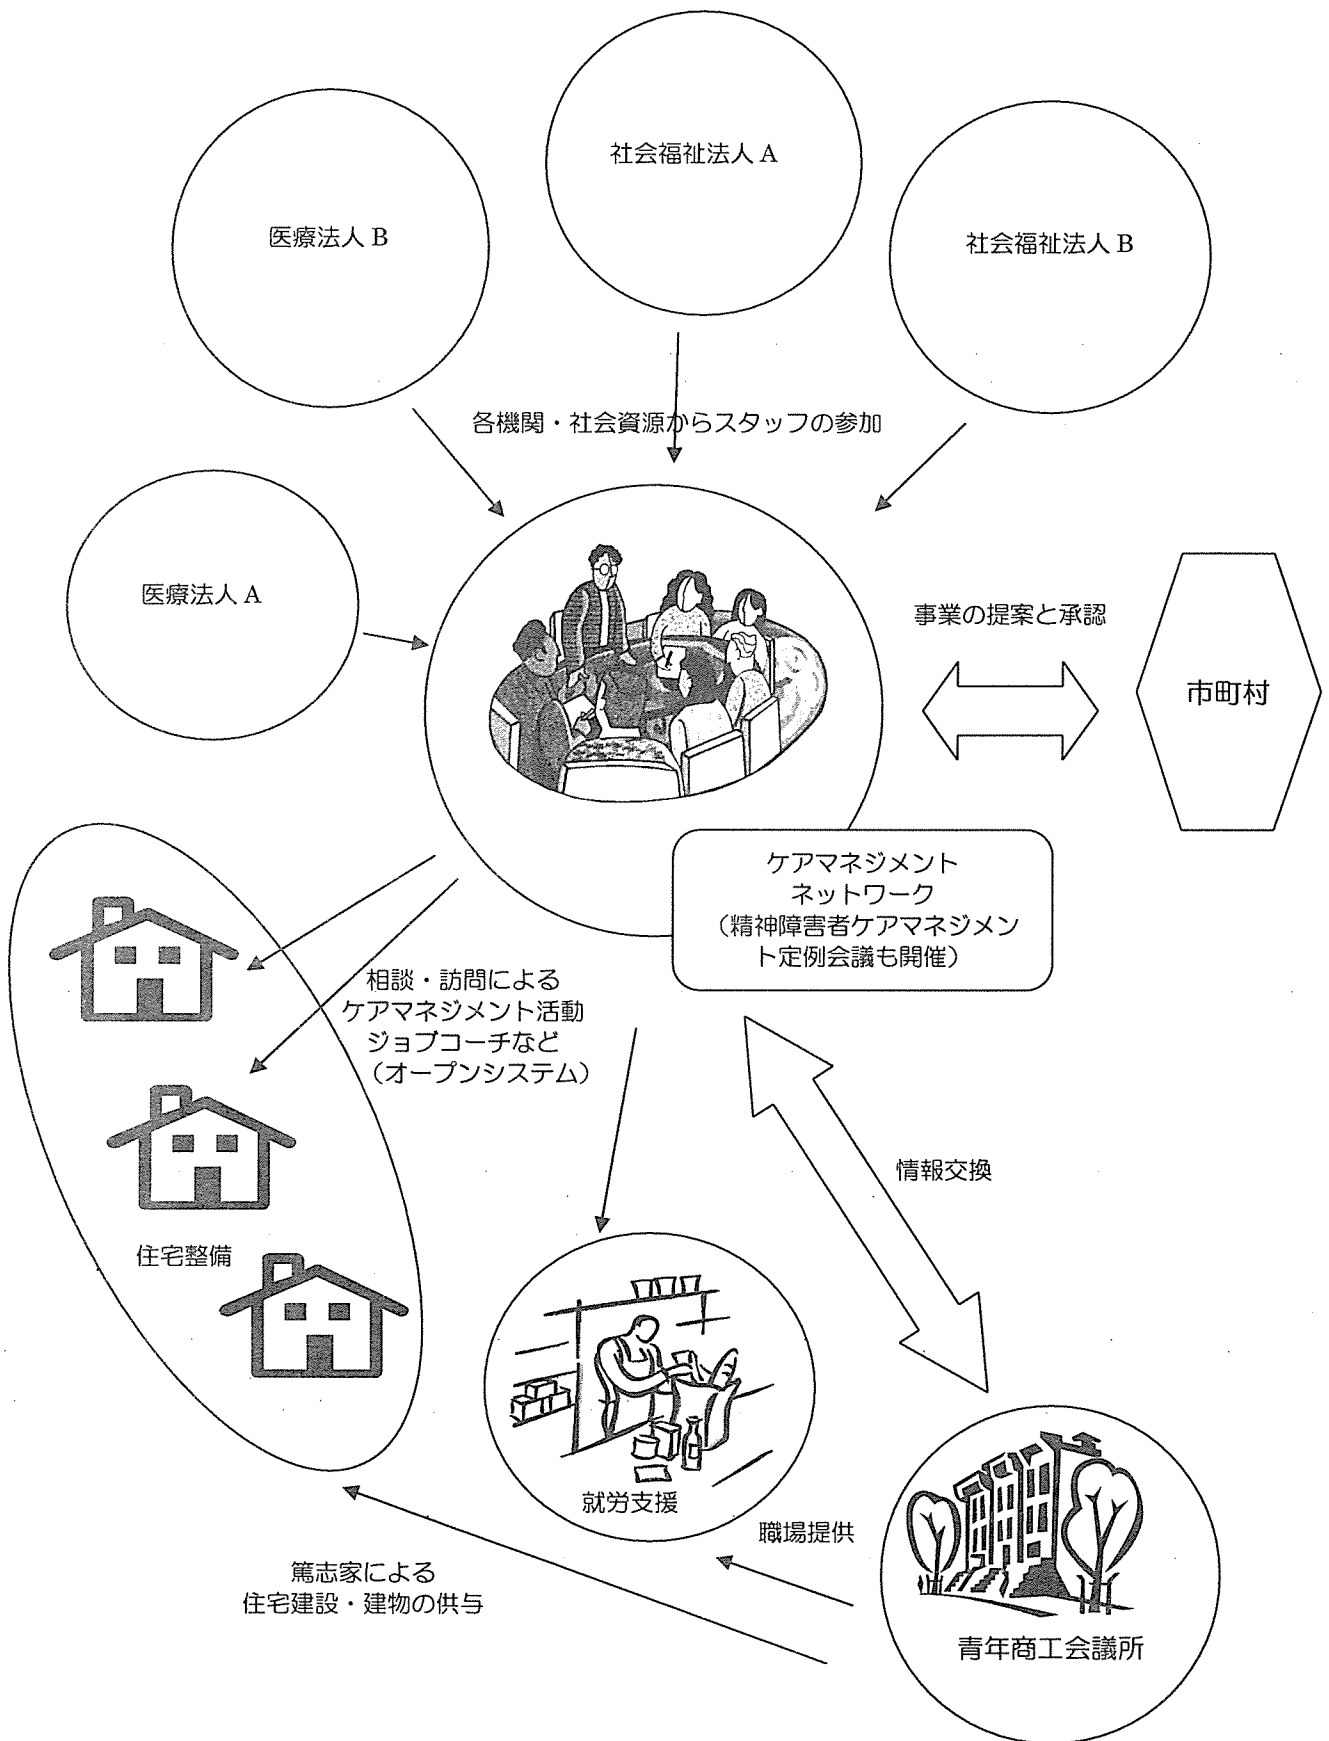 社会福祉法人 A
医療法人 B
社会福祉法人 B
各機関・社会資源からスタッフの参加
医療法人 A
事業の提案と承認
市町村
ケアマネジメント
ネットワーク
（精神障害者ケアマネジメン
ト定例会議も開催）
相談・訪問による
ケアマネジメント活動
ジョブコーチなど
（オープンシステム）
情報交換
住宅整備
就労支援
職場提供
篤志家による
住宅建設・建物の供与
青年商工会議所